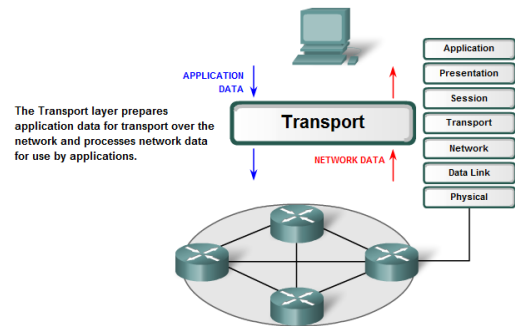 APPLICATION
DATA
The Transport layer prepares
application data for transport over the
network and processes network data
for use by applications.
Transport
NETWORK DATA
Application
Presentation
Session
Transport
Network
Data Link
Physical